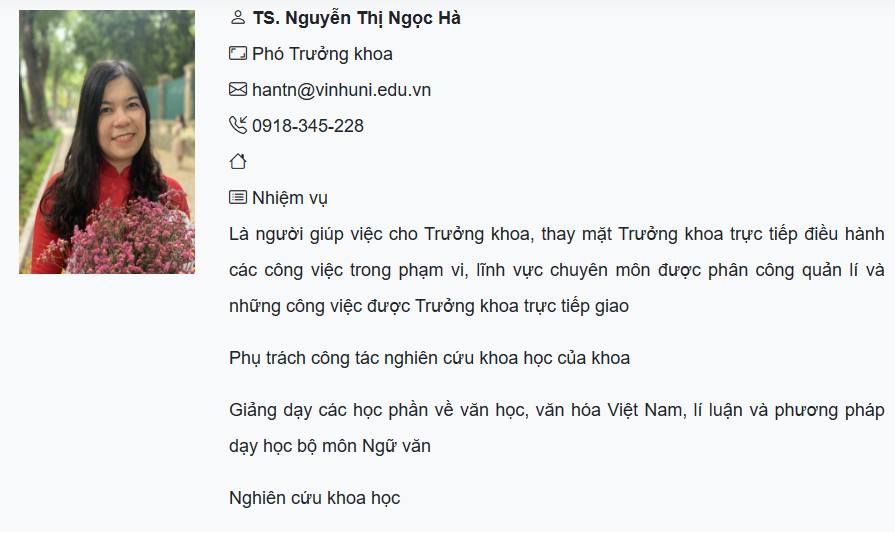 TS. Nguyễn Thị Ngọc Hà
Phó Trưởng khoa
hantn@vinhuni.edu.vn
0918-345-228
Nhiệm vụ
Là người giúp việc cho Trưởng khoa, thay mặt Trưởng khoa trực tiếp điều hành
các công việc trong phạm vi, lĩnh vực chuyên môn được phân công quản lí và
những công việc được Trưởng khoa trực tiếp giao
Phụ trách công tác nghiên cứu khoa học của khoa
Giảng dạy các học phần về văn học, văn hóa Việt Nam, lí luận và phương pháp
dạy học bộ môn Ngữ văn
Nghiên cứu khoa học